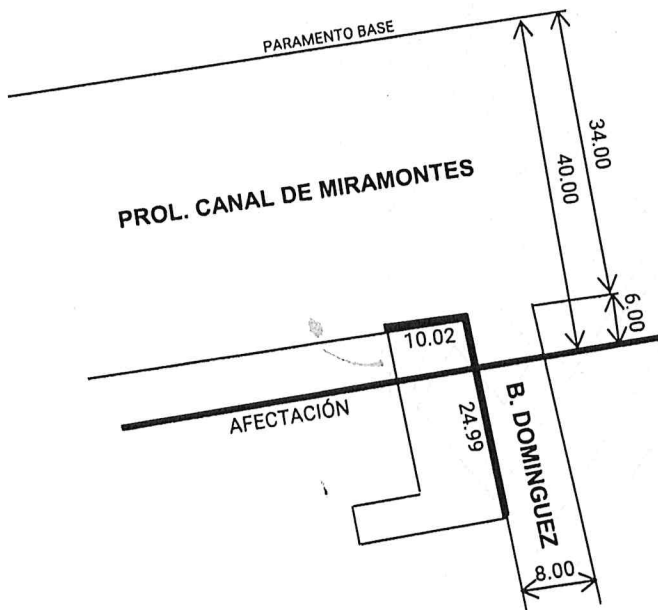 PARAMENTO BASE
34.00
40.00
PROL. CANAL DE MIRAMONTES
6.00
10.02
AFECTACIÓN
24.99
B. DOMINGUEZ
8.00